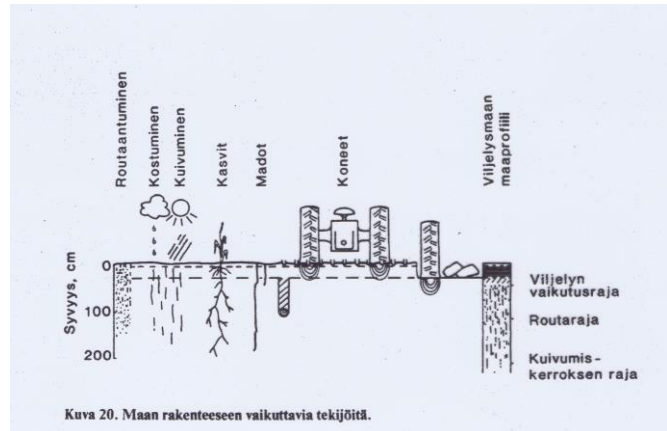 Routaantuminen
Kostuminen
Kuivuminen
Kasvit
Madot
Koneet
Viljelysmaan
maaprofiili
Syvyys, cm
0
100
200
Viljelyn
vaikutusraja
Routaraja
Kuivumis-
kerroksen raja
Kuva 20. Maan rakenteeseen vaikuttavia tekijöitä.